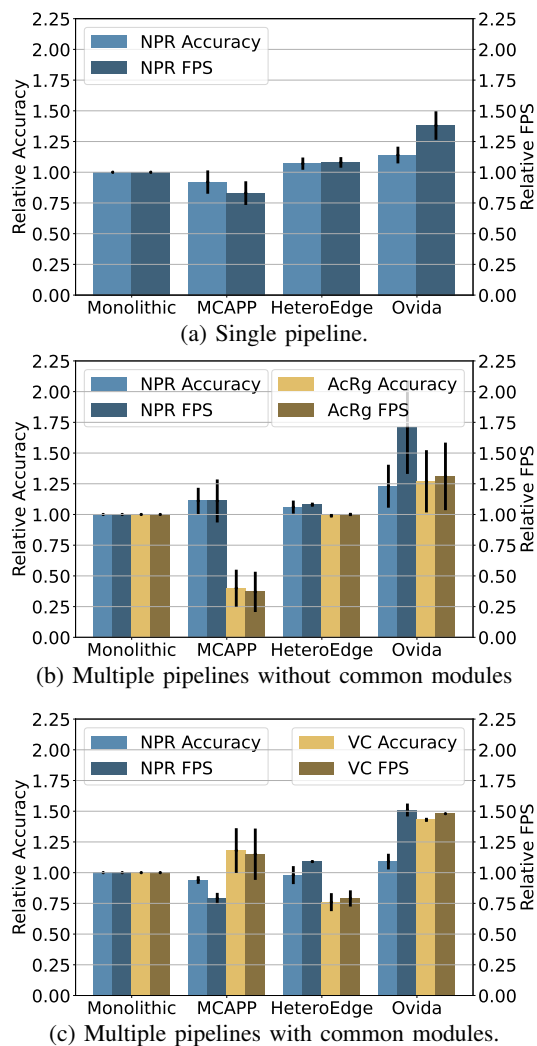 2.25 2.25
NPR Accuracy
2.00 2.00
NPR FPS
1.75 1.75
1.50 1.50
1.25 1.25
1.00 1.00
0.75 0.75
0.50 0.50
0.25 0.25
0.00 0.00
Relative Accuracy
Relative FPS
Monolithic MCAPP HeteroEdge Ovida
(a) Single pipeline.
2.25 2.25
NPR Accuracy AcRg Accuracy
2.00 2.00
NPR FPS AcRg FPS
1.75 1.75
1.50 1.50
1.25 1.25
1.00 1.00
0.75 0.75
0.50 0.50
0.25 0.25
0.00 0.00
Relative Accuracy
Relative FPS
Monolithic MCAPP HeteroEdge Ovida
(b) Multiple pipelines without common modules
2.25 2.25
NPR Accuracy VC Accuracy
2.00 2.00
NPR FPS VC FPS
1.75 1.75
1.50 1.50
1.25 1.25
1.00 1.00
0.75 0.75
0.50 0.50
0.25 0.25
0.00 0.00
Relative Accuracy
Relative FPS
Monolithic MCAPP HeteroEdge Ovida
(c) Multiple pipelines with common modules.